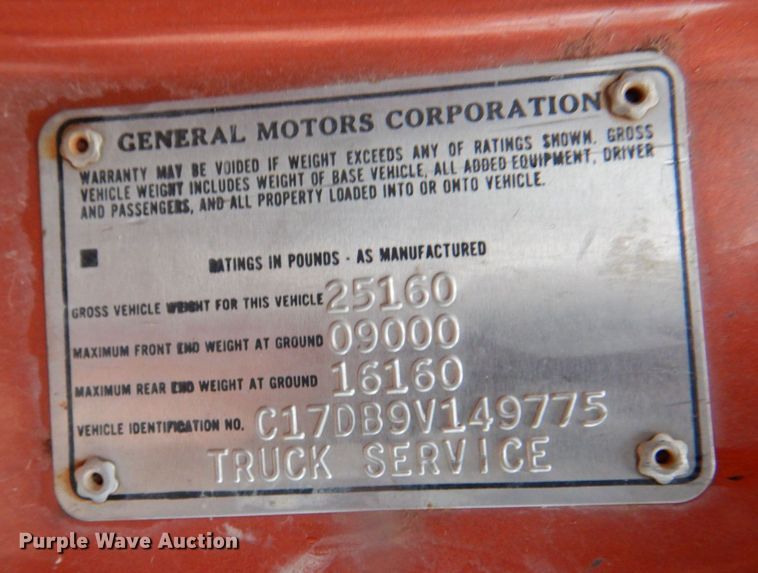 GENERAL MOTORS CORPORATION
WARRANTY MAY BE VOIDED IF WEIGHT EXCEEDS ANY OF RATINGS SHOWN. GROSS
VEHICLE WEIGHT INCLUDES WEIGHT OF BASE VEHICLE, ALL ADDED EQUIPMENT, DRIVER
AND PASSENGERS, AND ALL PROPERTY LOADED INTO OR ONTO VEHICLE.
RATINGS IN POUNDS - AS MANUFACTURED
GROSS VEHICLE WEIGHT FOR THIS VEHICLE 25160
MAXIMUM FRONT END WEIGHT AT GROUND 09000
MAXIMUM REAR END WEIGHT AT GROUND 16160
VEHICLE IDENTIFICATION NO. C17DB9V149775
TRUCK SERVICE
Purple Wave Auction